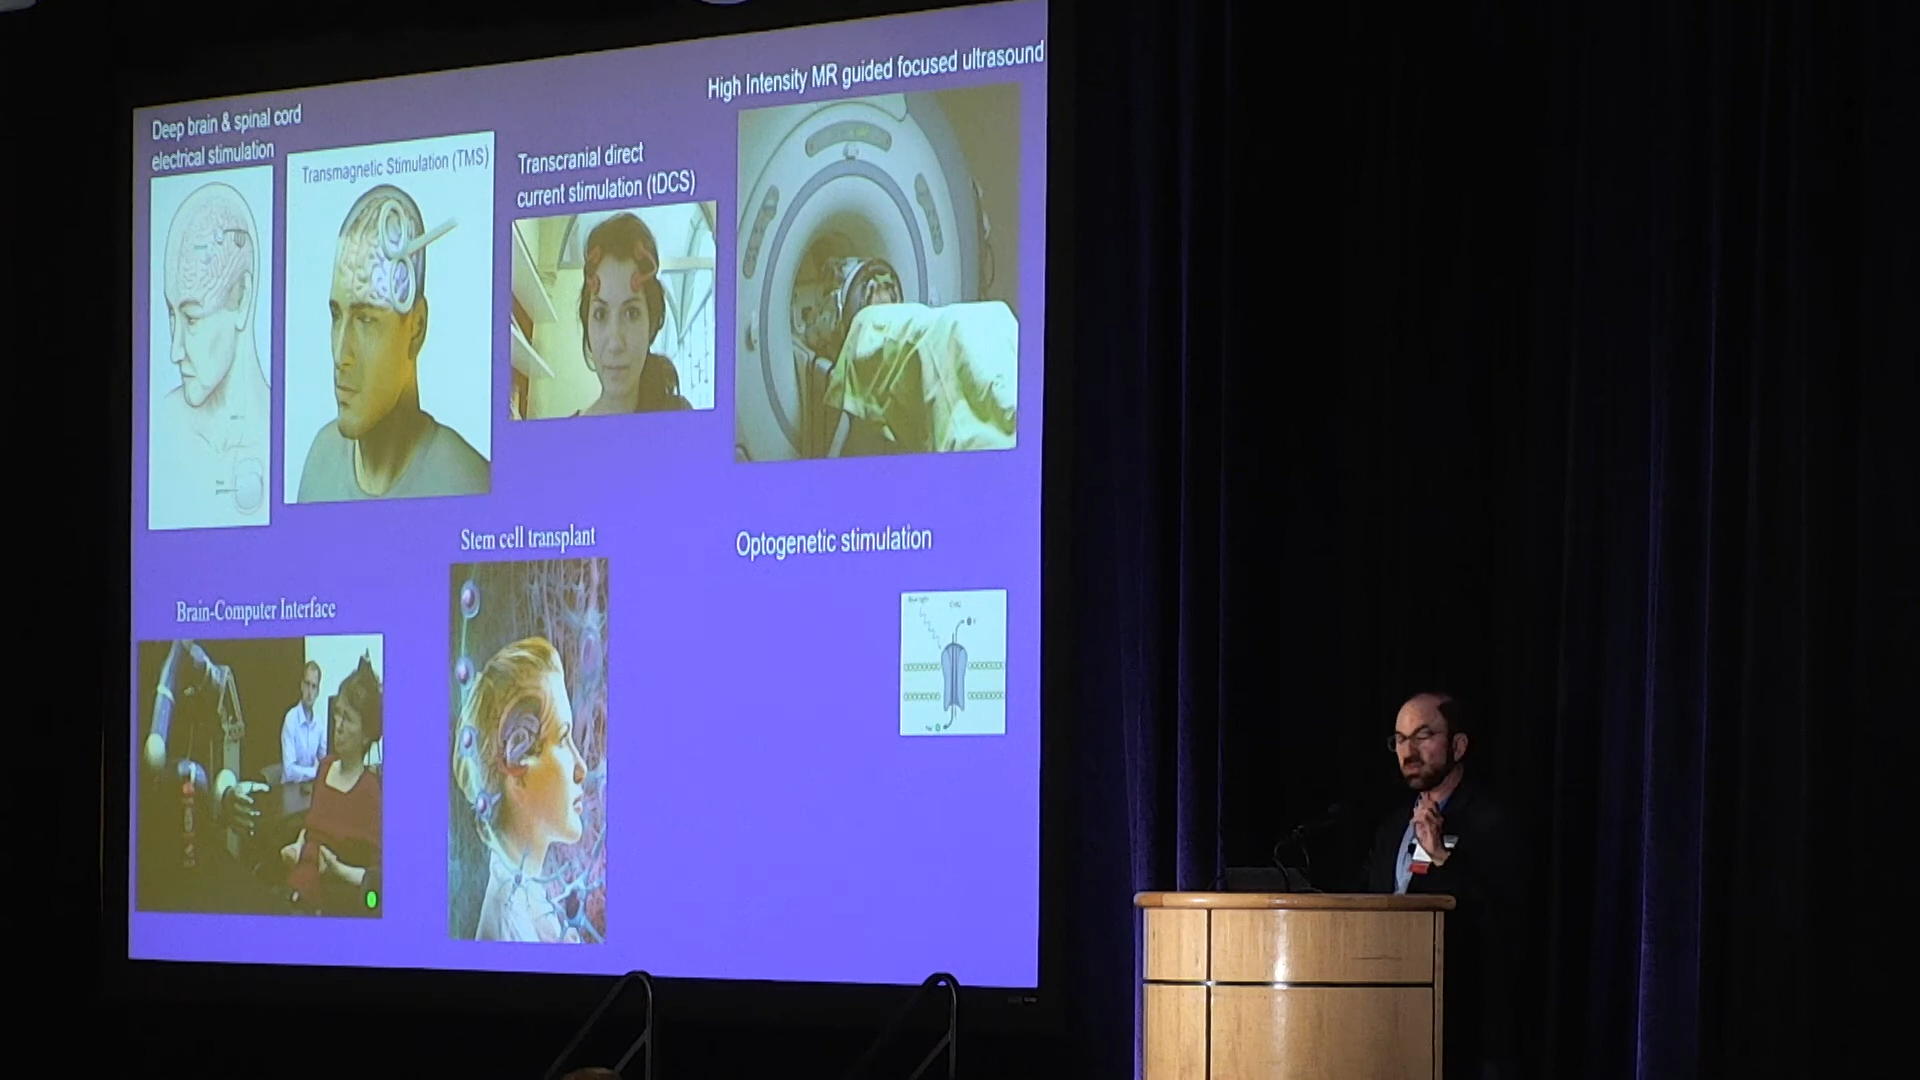 Deep brain & spinal cord
electrical stimulation
Transmagnetic Stimulation (TMS)
Transcranial direct
current stimulation (tDCS)
High Intensity MR guided focused ultrasound
Brain-Computer Interface
Stem cell transplant
Optogenetic stimulation